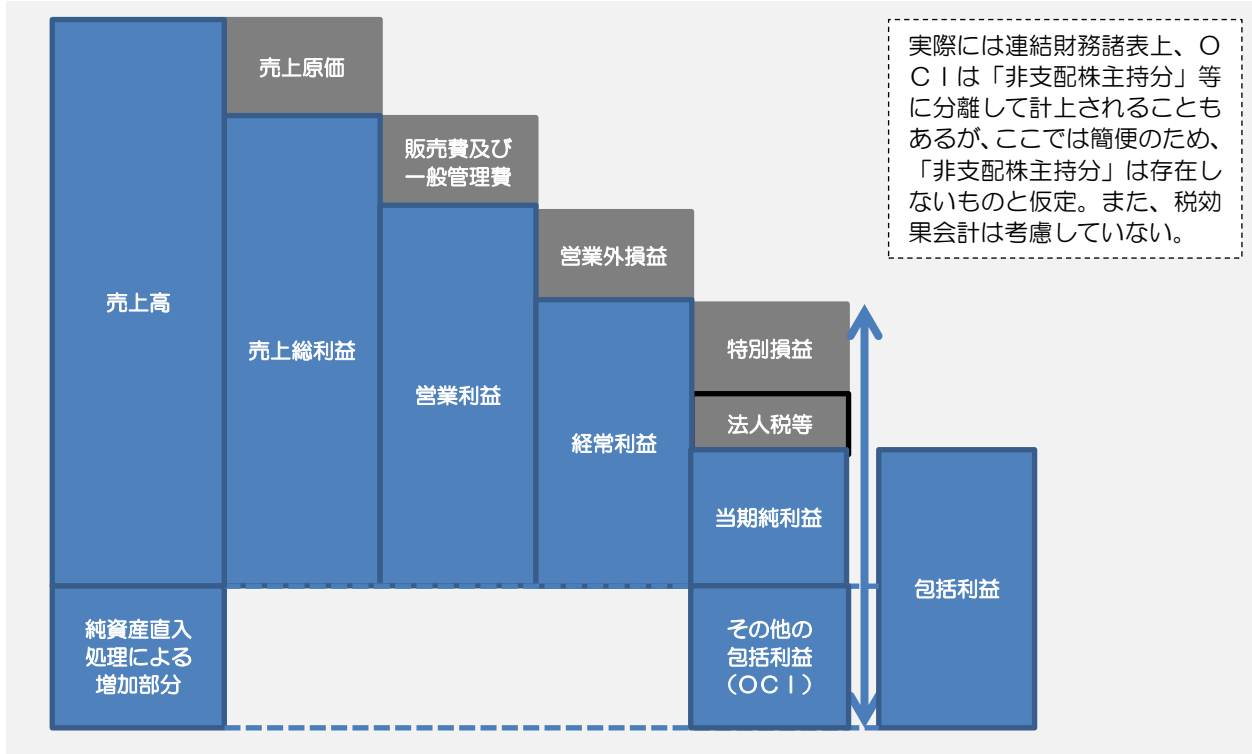 売上原価
実際には連結財務諸表上、O
CIは「非支配株主持分」等
に分離して計上されることも
あるが、ここでは簡便のため、
「非支配株主持分」は存在し
ないものと仮定。また、税効
果会計は考慮していない。
販売費及び
一般管理費
営業外損益
売上高
売上総利益
特別損益
営業利益
法人税等
経常利益
当期純利益
包括利益
純資産直入
処理による
増加部分
その他の
包括利益
(OCI)